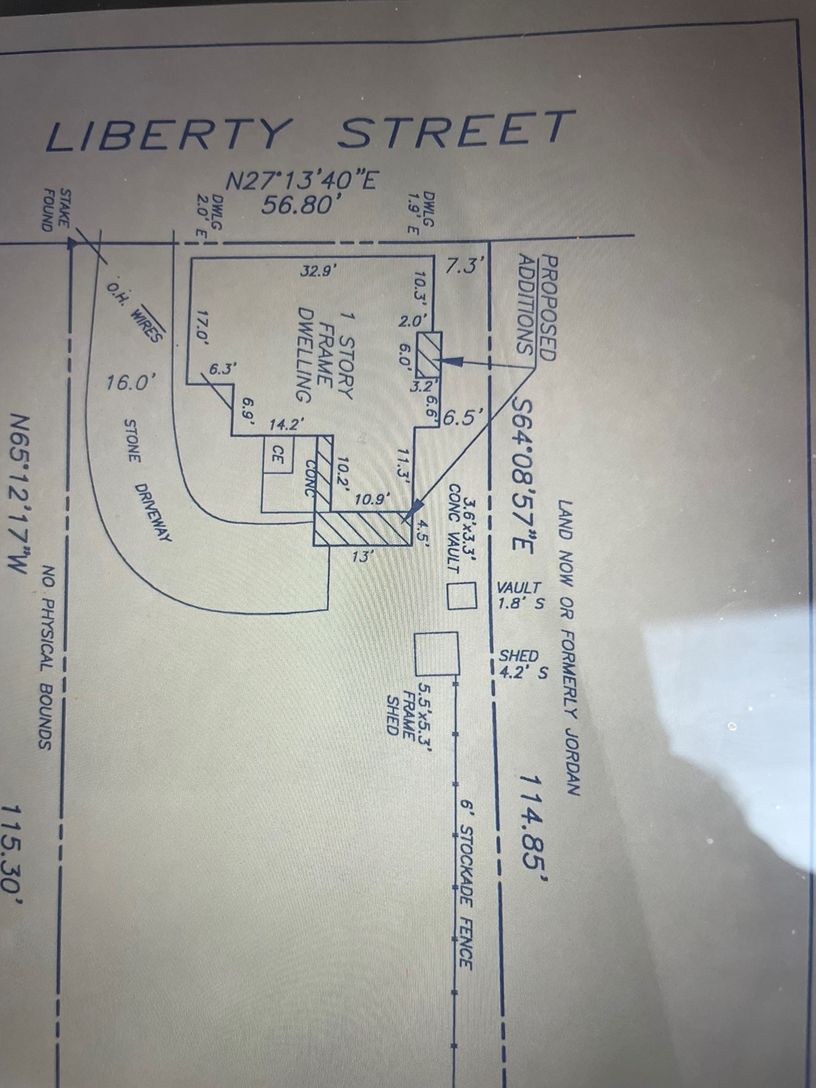 LIBERTY STREET
N27°13'40"E
56.80'
STAKE
FOUND
DWLG
2.0' E
DWLG
1.9' E
7.3'
PROPOSED
ADDITIONS
32.9'
10.3'
2.0'
6.0'
3.2'
6.6'
6.5'
O.H. WIRES
17.0'
1 STORY
FRAME
DWELLING
16.0'
6.3'
6.9'
14.2'
CE
CONC
10.2'
11.3'
10.9'
4.5'
13'
STONE DRIVEWAY
S64°08'57"E
114.85'
3.6'x3.3'
CONC VAULT
VAULT
1.8' S
SHED
4.2' S
LAND NOW OR FORMERLY JORDAN
5.5'x5.3'
FRAME
SHED
6' STOCKADE FENCE
N65°12'17"W
115.30'
NO PHYSICAL BOUNDS